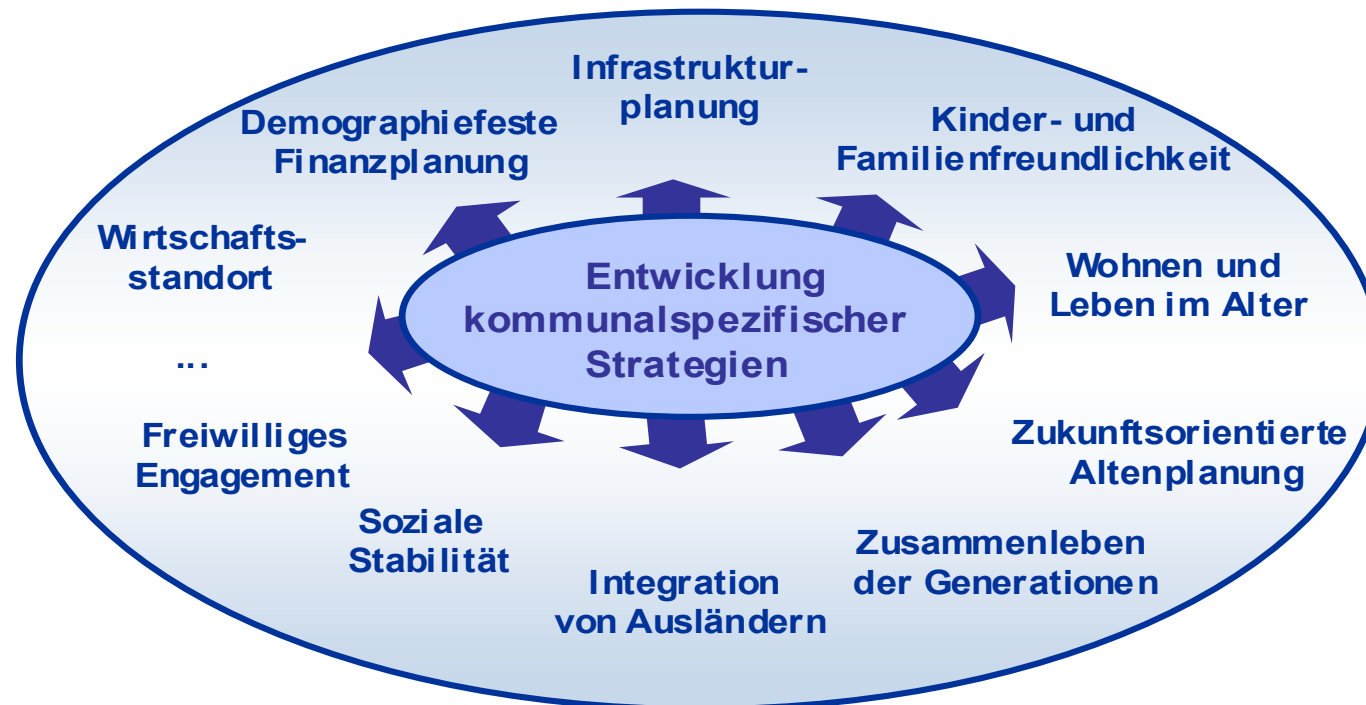 Infrastruktur-
planung
Demographiefeste
Finanzplanung
Kinder- und
Familienfreundlichkeit
Wirtschafts-
standort
Wohnen und
Leben im Alter
Entwicklung
kommunalspezifischer
Strategien
...
Freiwilliges
Engagement
Zukunftsorientierte
Altenplanung
Soziale
Stabilität
Zusammenleben
der Generationen
Integration
von Ausländern